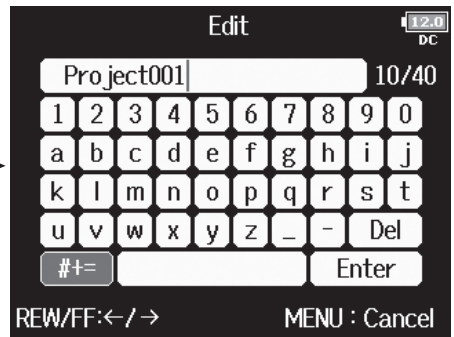 Edit
12.0
DC
Project001
10/40
1 2 3 4 5 6 7 8 9 0
a b c d e f g h i j
k l m n o p q r s t
u v w x y z _ - Del
#+= Enter
REW/FF:←/→ MENU : Cancel